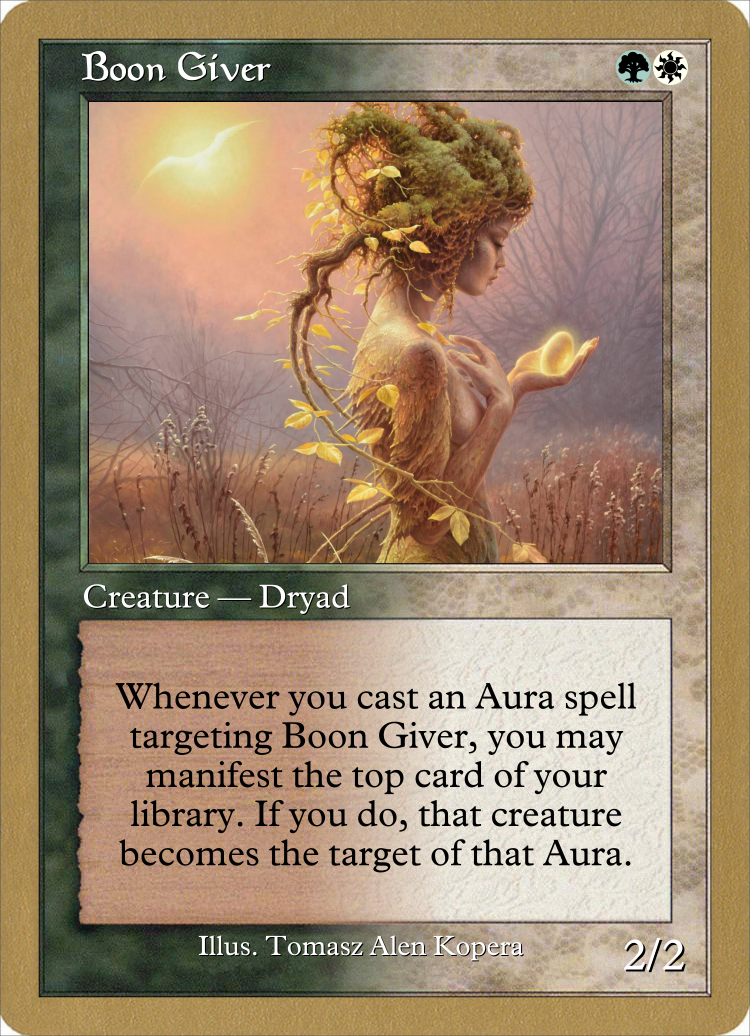 Boon Giver
Creature — Dryad
Whenever you cast an Aura spell
targeting Boon Giver, you may
manifest the top card of your
library. If you do, that creature
becomes the target of that Aura.
Illus. Tomasz Alen Kopera
2/2